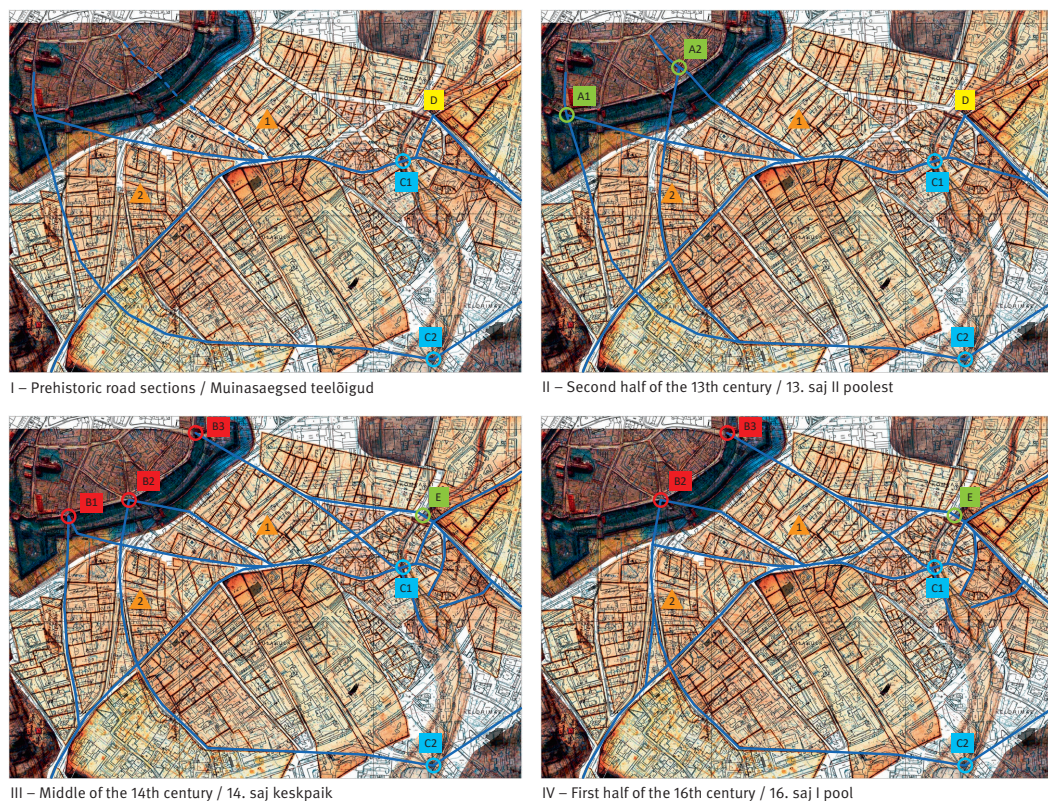 D
1
C1
2
C2
I – Prehistoric road sections / Muinasaegsed teelõigud
A2
A1
D
1
C1
2
C2
II – Second half of the 13th century / 13. saj II poolest
B3
B2
B1
E
1
C1
2
C2
III – Middle of the 14th century / 14. saj keskpaik
B3
B2
E
1
C1
2
C2
IV – First half of the 16th century / 16. saj I pool